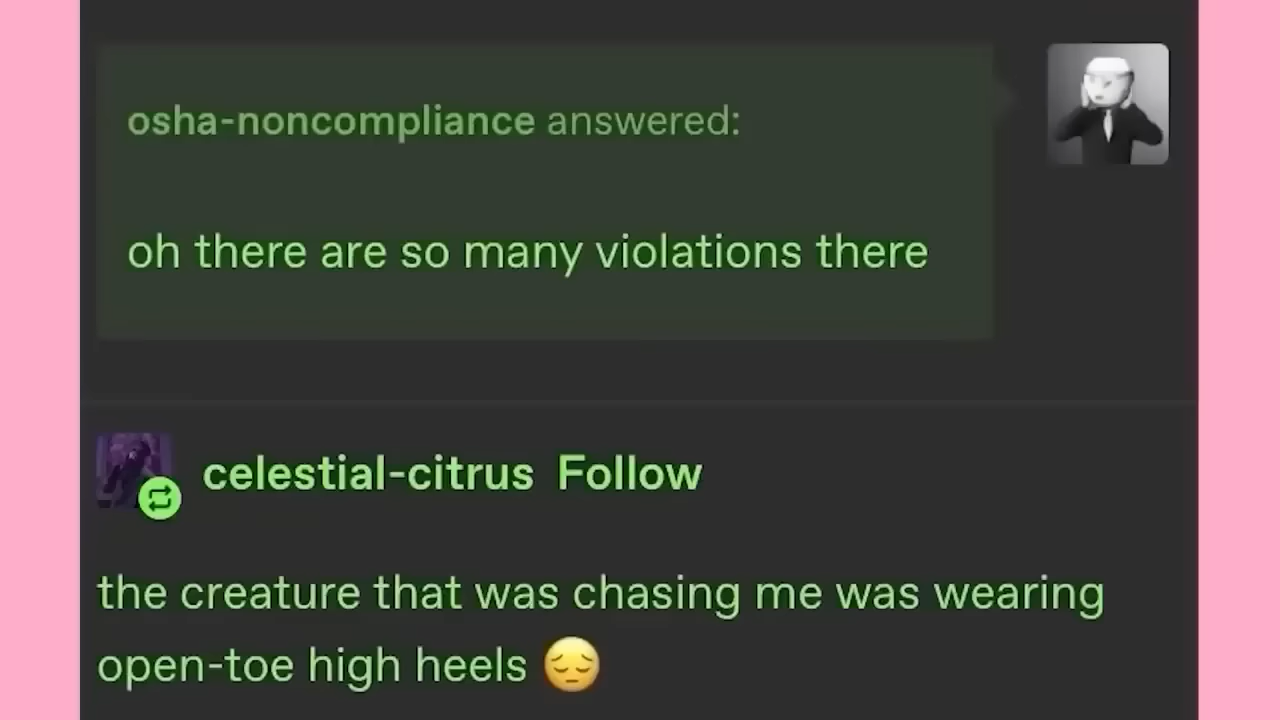 osha-noncompliance answered:
oh there are so many violations there
celestial-citrus Follow
the creature that was chasing me was wearing
open-toe high heels 😔